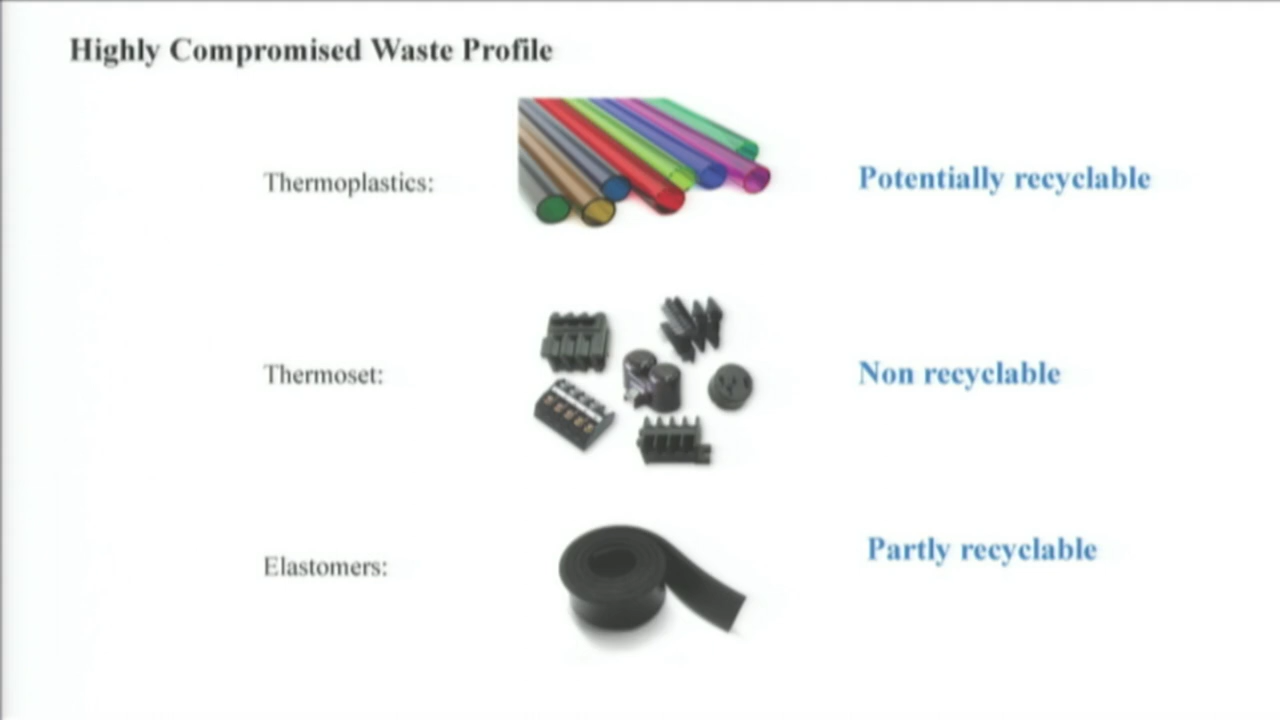 Highly Compromised Waste Profile
Thermoplastics:
Potentially recyclable
Thermoset:
Non recyclable
Elastomers:
Partly recyclable